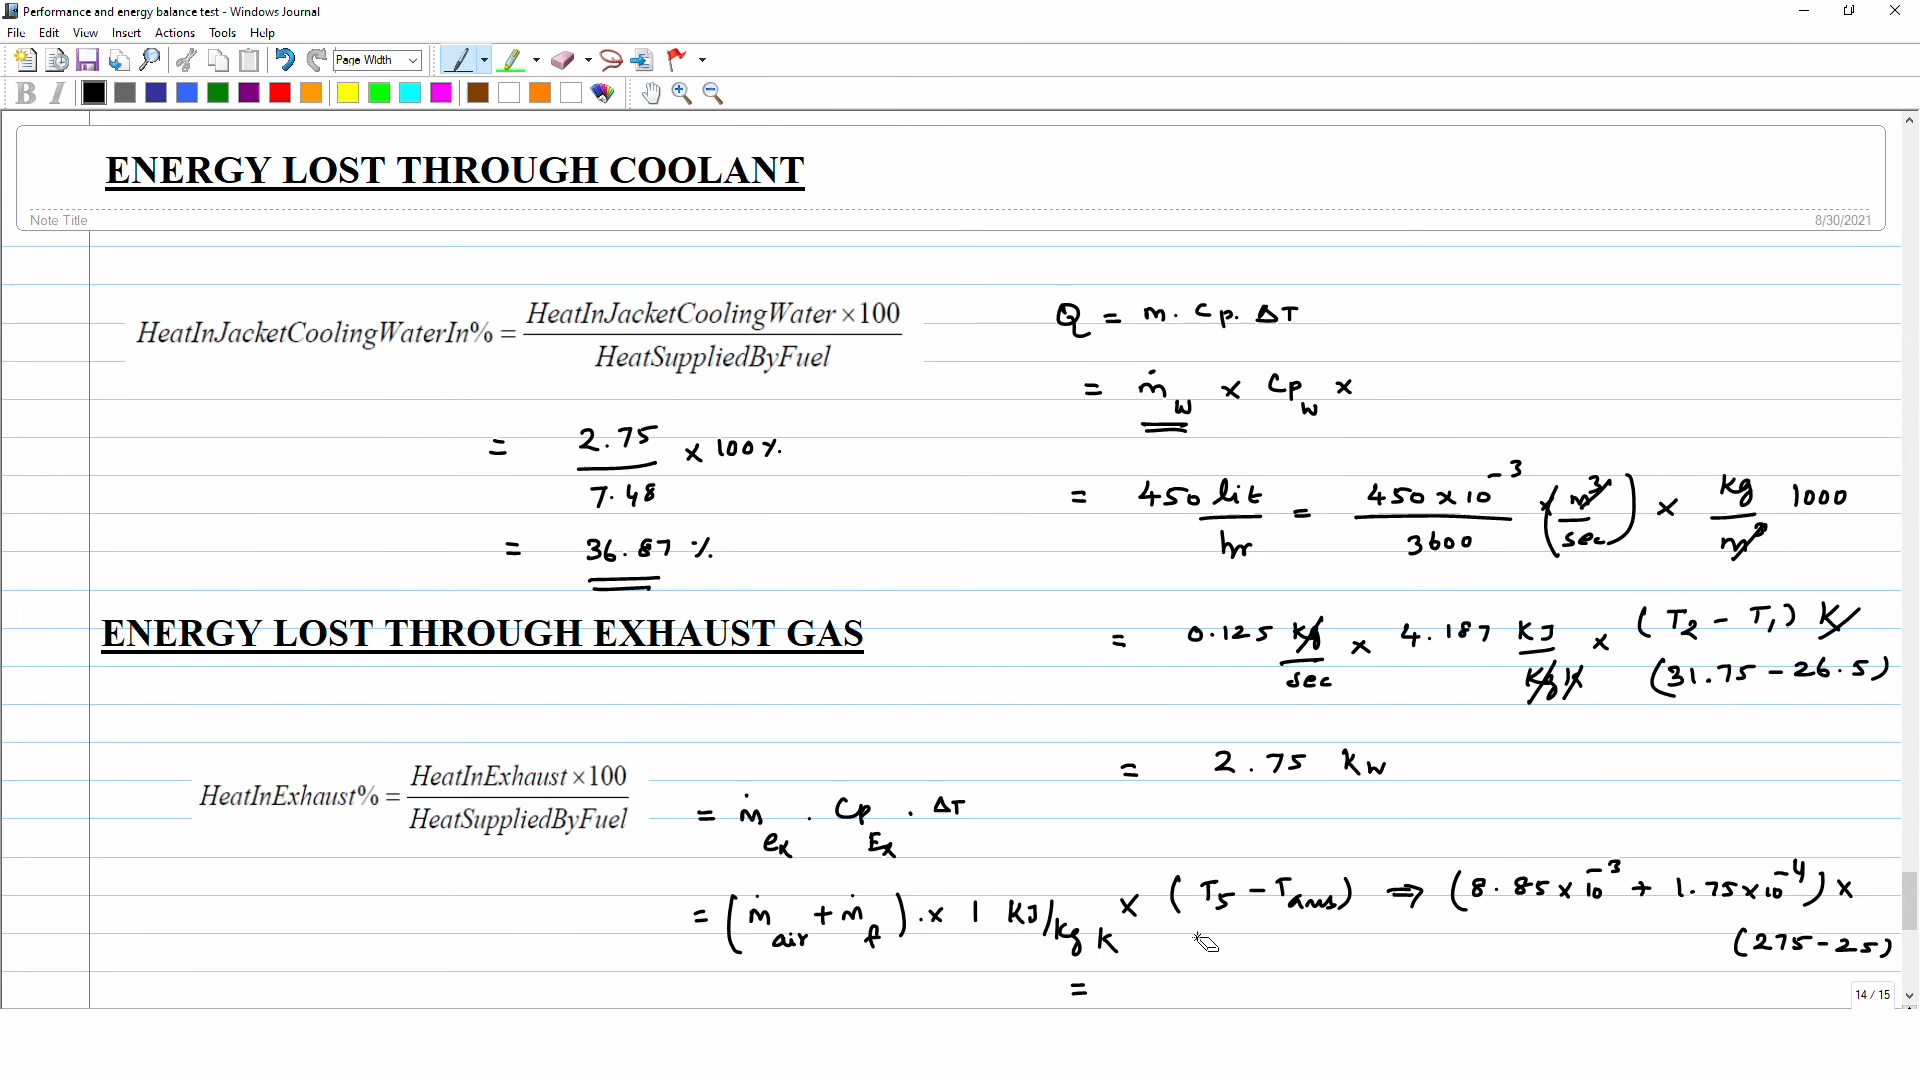 Performance and energy balance test - Windows Journal
File Edit View Insert Actions Tools Help
Page Width
B I
ENERGY LOST THROUGH COOLANT
Note Title 8/30/2021
HeatInJacketCoolingWaterIn% = HeatInJacketCoolingWater ×100 / HeatSuppliedByFuel
= 2.75 / 7.48 × 100 %
= 36.87 %
Q = m. Cp. ΔT
= ṁw × Cpw ×
= 450 lit / hr = 450 × 10^-3 / 3600 × (m^3 / sec) × kg / m^3 1000
= 0.125 kg / sec × 4.187 KJ / Kg K × (T2 - T1) K
(31.75 - 26.5)
= 2.75 Kw
ENERGY LOST THROUGH EXHAUST GAS
HeatInExhaust% = HeatInExhaust ×100 / HeatSuppliedByFuel
= ṁex . CpEx . ΔT
= (ṁair + ṁf) . × 1 KJ/kg K × (T5 - Tams) ⇒ (8.85 × 10^-3 + 1.75 × 10^-4) ×
(275 - 25)
=
14 / 15